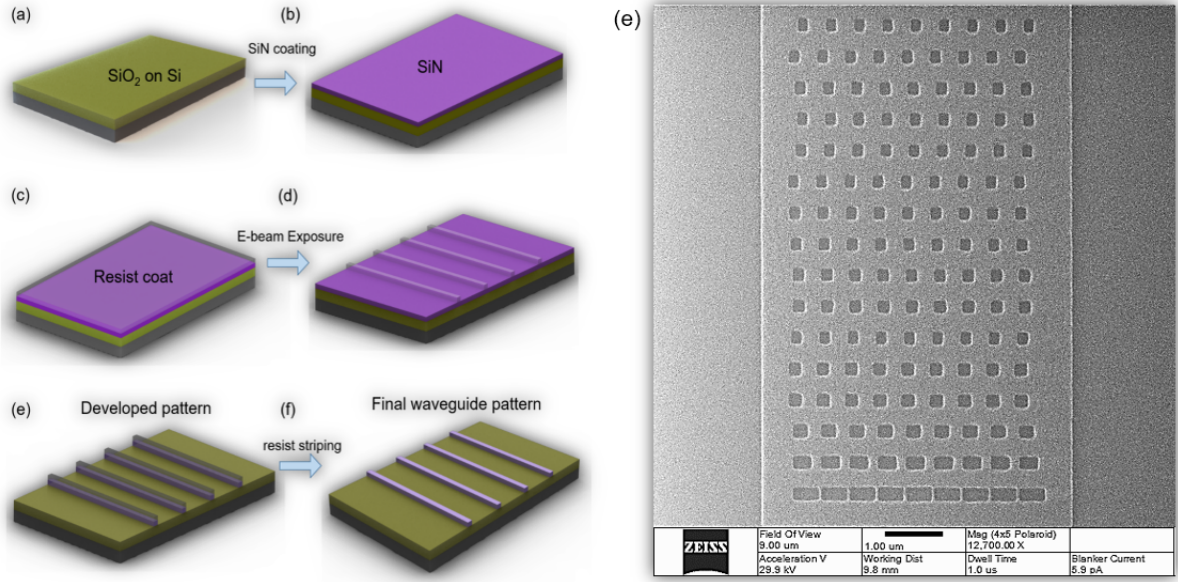 (a)
SiN coating
(b)
SiO2 on Si
SiN
(c)
E-beam Exposure
(d)
Resist coat
(e)
Developed pattern
(f)
Final waveguide pattern
resist striping
(e)
ZEISS
Field Of View
9.00 um
1.00 um
Mag (4x5 Polaroid)
12,700.00 X
Acceleration V
29.9 kV
Working Dist
9.8 mm
Dwell Time
1.0 us
Blanker Current
5.9 pA